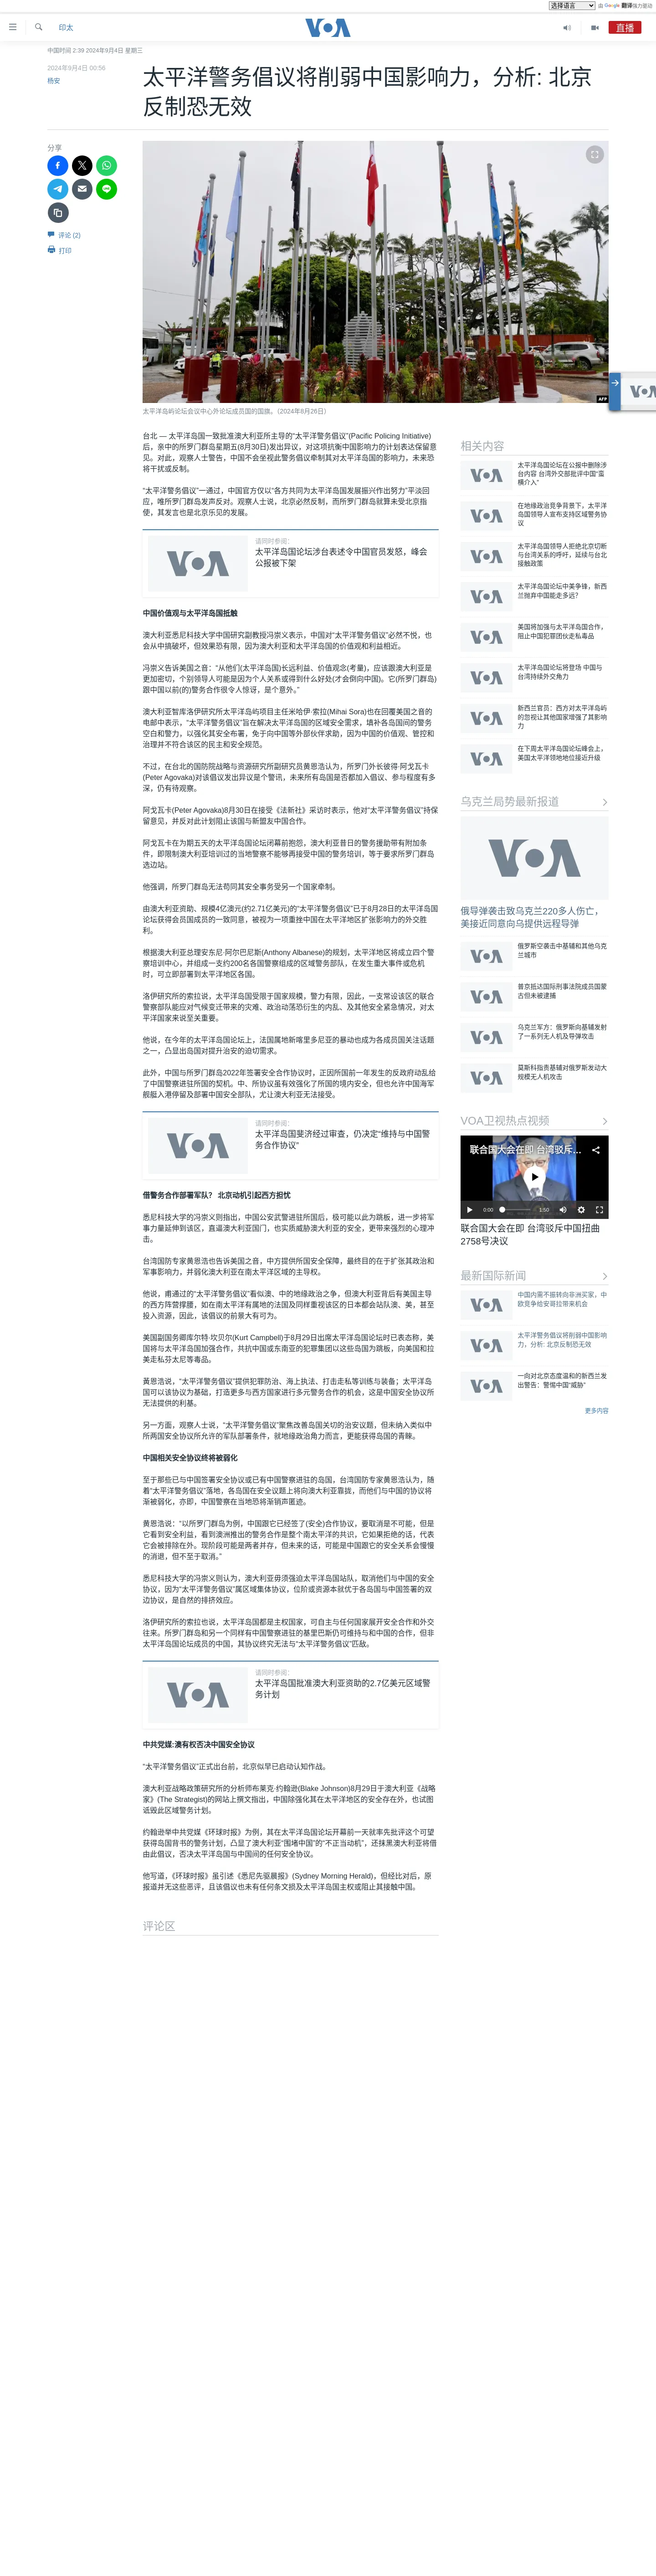 选择语言 由 Google 翻译强力驱动
印太
VOA
直播
中国时间 2:39 2024年9月4日 星期三
2024年9月4日 00:56
杨安
太平洋警务倡议将削弱中国影响力，分析: 北京
反制恐无效
分享
评论 (2)
打印
AFP
太平洋岛屿论坛会议中心外论坛成员国的国旗。（2024年8月26日）
台北 — 太平洋岛国一致批准澳大利亚所主导的“太平洋警务倡议”(Pacific Policing Initiative)
后，亲中的所罗门群岛星期五(8月30日)发出异议，对这项抗衡中国影响力的计划表达保留意
见。对此，观察人士警告，中国不会坐视此警务倡议牵制其对太平洋岛国的影响力，未来恐
将干扰或反制。
“太平洋警务倡议”一通过，中国官方仅以“各方共同为太平洋岛国发展振兴作出努力”平淡回
应，唯所罗门群岛发声反对。观察人士说，北京必然反制，而所罗门群岛就算未受北京指
使，其发言也是北京乐见的发展。
VOA
请同时参阅：
太平洋岛国论坛涉台表述令中国官员发怒，峰会
公报被下架
中国价值观与太平洋岛国抵触
澳大利亚悉尼科技大学中国研究副教授冯崇义表示，中国对“太平洋警务倡议”必然不悦，也
会从中搞破坏，但效果恐有限，因为澳大利亚和太平洋岛国的价值观和利益相近。
冯崇义告诉美国之音：“从他们(太平洋岛国)长远利益、价值观念(考量)，应该跟澳大利亚是
更加密切，个别领导人可能是因为个人关系或者得到什么好处(才会倒向中国)。它(所罗门群岛)
跟中国以前(的)警务合作很令人惊讶，是个意外。”
澳大利亚智库洛伊研究所太平洋岛屿项目主任米哈伊·索拉(Mihai Sora)也在回覆美国之音的
电邮中表示，“太平洋警务倡议”旨在解决太平洋岛国的区域安全需求，填补各岛国间的警务
空白和警力，以强化其安全布署，免于向中国等外部伙伴求助，因为中国的价值观、管控和
治理并不符合该区的民主和安全规范。
不过，在台北的国防院战略与资源研究所副研究员黄恩浩认为，所罗门外长彼得·阿戈瓦卡
(Peter Agovaka)对该倡议发出异议是个警讯，未来所有岛国是否都加入倡议、参与程度有多
深，仍有待观察。
阿戈瓦卡(Peter Agovaka)8月30日在接受《法新社》采访时表示，他对“太平洋警务倡议”持保
留意见，并反对此计划阻止该国与新盟友中国合作。
阿戈瓦卡在为期五天的太平洋岛国论坛闭幕前抱怨，澳大利亚昔日的警务援助带有附加条
件，即限制澳大利亚培训过的当地警察不能够再接受中国的警务培训，等于要求所罗门群岛
选边站。
他强调，所罗门群岛无法苟同其安全事务受另一个国家牵制。
由澳大利亚资助、规模4亿澳元(约2.71亿美元)的“太平洋警务倡议”已于8月28日的太平洋岛国
论坛获得会员国成员的一致同意，被视为一项重挫中国在太平洋地区扩张影响力的外交胜
利。
根据澳大利亚总理安东尼·阿尔巴尼斯(Anthony Albanese)的规划，太平洋地区将成立四个警
察培训中心，并组成一支约200名各国警察组成的区域警务部队，在发生重大事件或危机
时，可立即部署到太平洋地区各国。
洛伊研究所的索拉说，太平洋岛国受限于国家规模，警力有限，因此，一支常设该区的联合
警察部队能应对气候变迁带来的灾难、政治动荡恐衍生的内乱、及其他安全紧急情况，对太
平洋国家来说至关重要。
他说，在今年的太平洋岛国论坛上，法国属地新喀里多尼亚的暴动也成为各成员国关注话题
之一，凸显出岛国对提升治安的迫切需求。
此外，中国与所罗门群岛2022年签署安全合作协议时，正因所国前一年发生的反政府动乱给
了中国警察进驻所国的契机。中、所协议虽有效强化了所国的境内安全，但也允许中国海军
舰艇入港停留及部署中国安全部队，尤让澳大利亚无法接受。
VOA
请同时参阅：
太平洋岛国斐济经过审查，仍决定“维持与中国警
务合作协议”
借警务合作部署军队？ 北京动机引起西方担忧
悉尼科技大学的冯崇义则指出，中国公安武警进驻所国后，极可能以此为跳板，进一步将军
事力量延伸到该区，直逼澳大利亚国门，也实质威胁澳大利亚的安全，更带来强烈的心理冲
击。
台湾国防专家黄恩浩也告诉美国之音，中方提供所国安全保障，最终目的在于扩张其政治和
军事影响力，并弱化澳大利亚在南太平洋区域的主导权。
他说，甫通过的“太平洋警务倡议”看似澳、中的地缘政治之争，但澳大利亚背后有美国主导
的西方阵营撑腰，如在南太平洋有属地的法国及同样重视该区的日本都会站队澳、美，甚至
投入资源，因此，该倡议的前景大有可为。
美国副国务卿库尔特·坎贝尔(Kurt Campbell)于8月29日出席太平洋岛国论坛时已表态称，美
国将与太平洋岛国加强合作，共抗中国或东南亚的犯罪集团以这些岛国为跳板，向美国和拉
美走私芬太尼等毒品。
黄恩浩说，“太平洋警务倡议”提供犯罪防治、海上执法、打击走私等训练与装备；太平洋岛
国可以该协议为基础，打造更多与西方国家进行多元警务合作的机会，这是中国安全协议所
无法提供的利基。
另一方面，观察人士说，“太平洋警务倡议”聚焦改善岛国关切的治安议题，但未纳入类似中
所两国安全协议所允许的军队部署条件，就地缘政治角力而言，更能获得岛国的青睐。
中国相关安全协议终将被弱化
至于那些已与中国签署安全协议或已有中国警察进驻的岛国，台湾国防专家黄恩浩认为，随
着“太平洋警务倡议”落地，各岛国在安全议题上将向澳大利亚靠拢，而他们与中国的协议将
渐被弱化，亦即，中国警察在当地恐将渐销声匿迹。
黄恩浩说：“以所罗门群岛为例，中国跟它已经签了(安全)合作协议，要取消是不可能，但是
它看到安全利益，看到澳洲推出的警务合作是整个南太平洋的共识，它如果拒绝的话，代表
它会被排除在外。现阶段可能是两者并存，但未来的话，可能是中国跟它的安全关系会慢慢
的消退，但不至于取消。”
悉尼科技大学的冯崇义则认为，澳大利亚毋须强迫太平洋岛国站队，取消他们与中国的安全
协议，因为“太平洋警务倡议”属区域集体协议，位阶或资源本就优于各岛国与中国签署的双
边协议，是自然的排挤效应。
洛伊研究所的索拉也说，太平洋岛国都是主权国家，可自主与任何国家展开安全合作和外交
往来。所罗门群岛和另一个同样有中国警察进驻的基里巴斯仍可维持与和中国的合作，但非
太平洋岛国论坛成员的中国，其协议终究无法与“太平洋警务倡议”匹敌。
VOA
请同时参阅：
太平洋岛国批准澳大利亚资助的2.7亿美元区域警
务计划
中共党媒:澳有权否决中国安全协议
“太平洋警务倡议”正式出台前，北京似早已启动认知作战。
澳大利亚战略政策研究所的分析师布莱克·约翰逊(Blake Johnson)8月29日于澳大利亚《战略
家》(The Strategist)的网站上撰文指出，中国除强化其在太平洋地区的安全存在外，也试图
诋毁此区域警务计划。
约翰逊举中共党媒《环球时报》为例，其在太平洋岛国论坛开幕前一天就率先批评这个可望
获得岛国背书的警务计划，凸显了澳大利亚“围堵中国”的“不正当动机”，还抹黑澳大利亚将借
由此倡议，否决太平洋岛国与中国间的任何安全协议。
他写道，《环球时报》虽引述《悉尼先驱晨报》(Sydney Morning Herald)，但经比对后，原
报道并无这些恶评，且该倡议也未有任何条文损及太平洋岛国主权或阻止其接触中国。
评论区
相关内容
VOA
太平洋岛国论坛在公报中删除涉
台内容 台湾外交部批评中国“蛮
横介入”
VOA
在地缘政治竞争背景下，太平洋
岛国领导人宣布支持区域警务协
议
VOA
太平洋岛国领导人拒绝北京切断
与台湾关系的呼吁，延续与台北
接触政策
VOA
太平洋岛国论坛中美争锋，新西
兰抛弃中国能走多远？
VOA
美国将加强与太平洋岛国合作，
阻止中国犯罪团伙走私毒品
VOA
太平洋岛国论坛将登场 中国与
台湾持续外交角力
VOA
新西兰官员：西方对太平洋岛屿
的忽视让其他国家增强了其影响
力
VOA
在下周太平洋岛国论坛峰会上，
美国太平洋领地地位接近升级
乌克兰局势最新报道
VOA
俄导弹袭击致乌克兰220多人伤亡，
美接近同意向乌提供远程导弹
VOA
俄罗斯空袭击中基辅和其他乌克
兰城市
VOA
普京抵达国际刑事法院成员国蒙
古但未被逮捕
VOA
乌克兰军方：俄罗斯向基辅发射
了一系列无人机及导弹攻击
VOA
莫斯科指责基辅对俄罗斯发动大
规模无人机攻击
VOA卫视热点视频
联合国大会在即 台湾驳斥...
0:00 1:50
联合国大会在即 台湾驳斥中国扭曲
2758号决议
最新国际新闻
VOA
中国内需不振转向非洲买家，中
欧竞争给安哥拉带来机会
VOA
太平洋警务倡议将削弱中国影响
力，分析: 北京反制恐无效
VOA
一向对北京态度温和的新西兰发
出警告：警惕中国“威胁”
更多内容